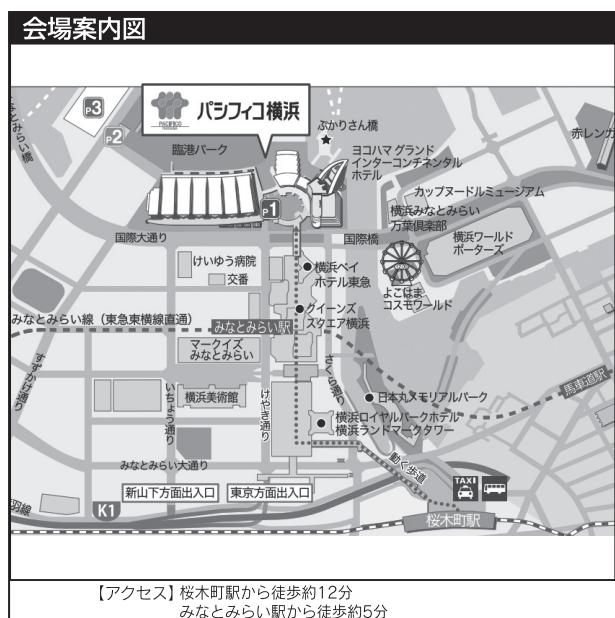 会場案内図
P3
P2
PACIFICO
パシフィコ横浜
ぷかりさん橋
臨港パーク
ヨコハマ グランド
インターコンチネンタル
ホテル
赤レンガ
みなとみらい橋
カップヌードルミュージアム
P1
横浜みなとみらい
万葉倶楽部
横浜ワールド
ポーターズ
国際大通り
国際橋
けいゆう病院
交番
横浜ベイ
ホテル東急
よこはま
コスモワールド
クイーンズ
スクエア横浜
みなとみらい線（東急東横線直通）
みなとみらい駅
マークイズ
みなとみらい
すずかけ通り
いちょう通り
横浜美術館
けやき通り
さくら通り
日本丸メモリアルパーク
馬車道駅
横浜ロイヤルパークホテル
横浜ランドマークタワー
みなとみらい大通り
動く歩道
新山下方面出入口
東京方面出入口
TAXI
羽線
K1
桜木町駅
【アクセス】桜木町駅から徒歩約12分
みなとみらい駅から徒歩約5分